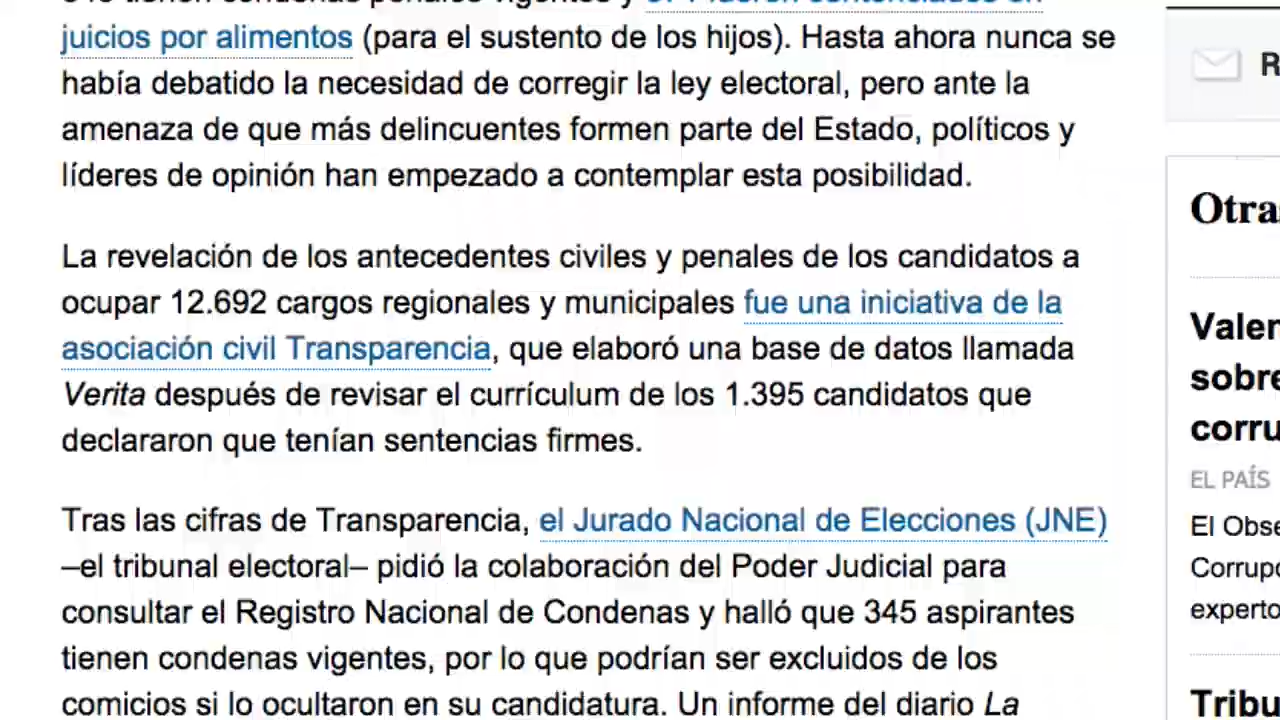 juicios por alimentos (para el sustento de los hijos). Hasta ahora nunca se
había debatido la necesidad de corregir la ley electoral, pero ante la
amenaza de que más delincuentes formen parte del Estado, políticos y
líderes de opinión han empezado a contemplar esta posibilidad.
La revelación de los antecedentes civiles y penales de los candidatos a
ocupar 12.692 cargos regionales y municipales fue una iniciativa de la
asociación civil Transparencia, que elaboró una base de datos llamada
Verita después de revisar el currículum de los 1.395 candidatos que
declararon que tenían sentencias firmes.
Tras las cifras de Transparencia, el Jurado Nacional de Elecciones (JNE)
–el tribunal electoral– pidió la colaboración del Poder Judicial para
consultar el Registro Nacional de Condenas y halló que 345 aspirantes
tienen condenas vigentes, por lo que podrían ser excluidos de los
comicios si lo ocultaron en su candidatura. Un informe del diario La
R
Otra
Valer
sobre
corru
EL PAÍS
El Obse
Corrupc
experto
Tribu